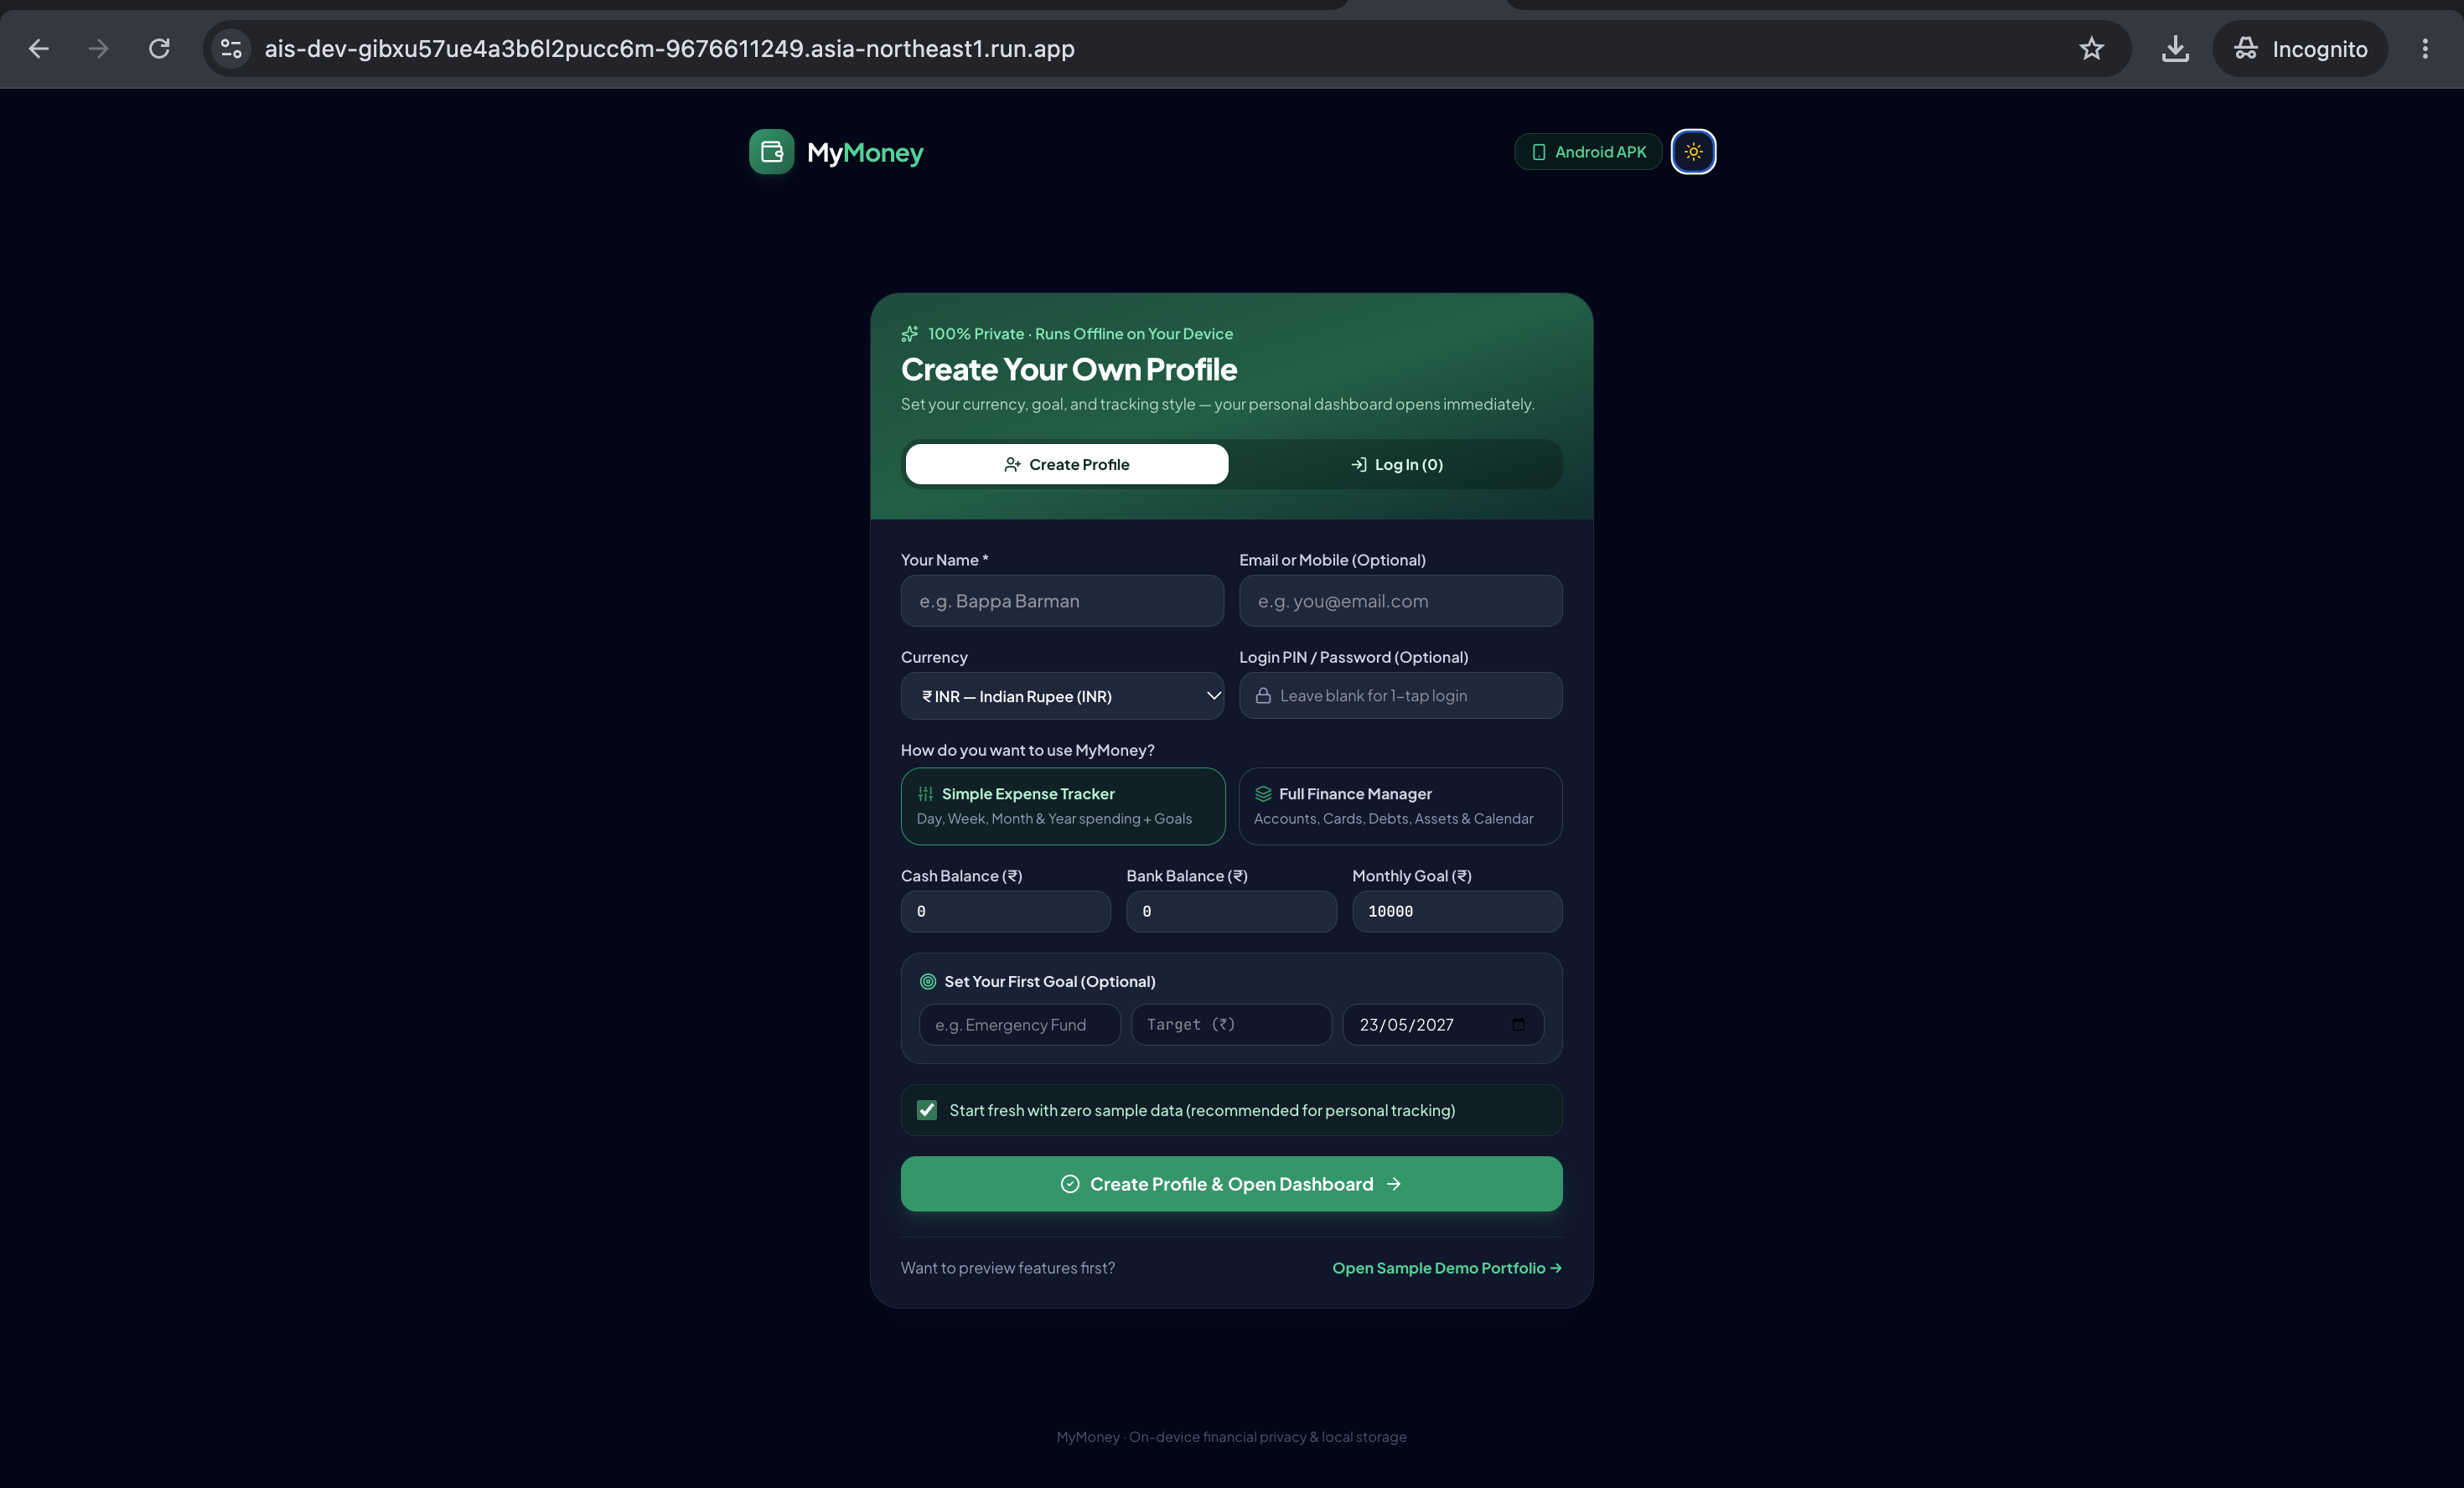 ais-dev-gibxu57ue4a3b6l2pucc6m-9676611249.asia-northeast1.run.app
Incognito
MyMoney
Android APK
100% Private · Runs Offline on Your Device
Create Your Own Profile
Set your currency, goal, and tracking style — your personal dashboard opens immediately.
Create Profile
Log In (0)
Your Name *
Email or Mobile (Optional)
e.g. Bappa Barman
e.g. you@email.com
Currency
Login PIN / Password (Optional)
₹ INR — Indian Rupee (INR)
Leave blank for 1-tap login
How do you want to use MyMoney?
Simple Expense Tracker
Day, Week, Month & Year spending + Goals
Full Finance Manager
Accounts, Cards, Debts, Assets & Calendar
Cash Balance (₹)
Bank Balance (₹)
Monthly Goal (₹)
0
0
10000
Set Your First Goal (Optional)
e.g. Emergency Fund
Target (₹)
23/05/2027
Start fresh with zero sample data (recommended for personal tracking)
Create Profile & Open Dashboard →
Want to preview features first?
Open Sample Demo Portfolio →
MyMoney · On-device financial privacy & local storage